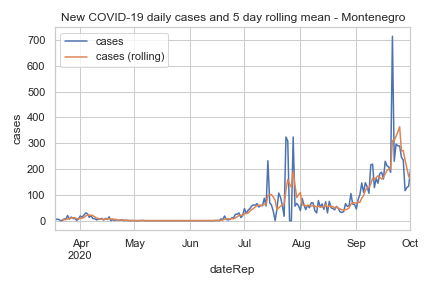 New COVID-19 daily cases and 5 day rolling mean - Montenegro
cases
cases (rolling)
700
600
500
400
300
200
100
0
cases
Apr May Jun Jul Aug Sep Oct
2020
dateRep